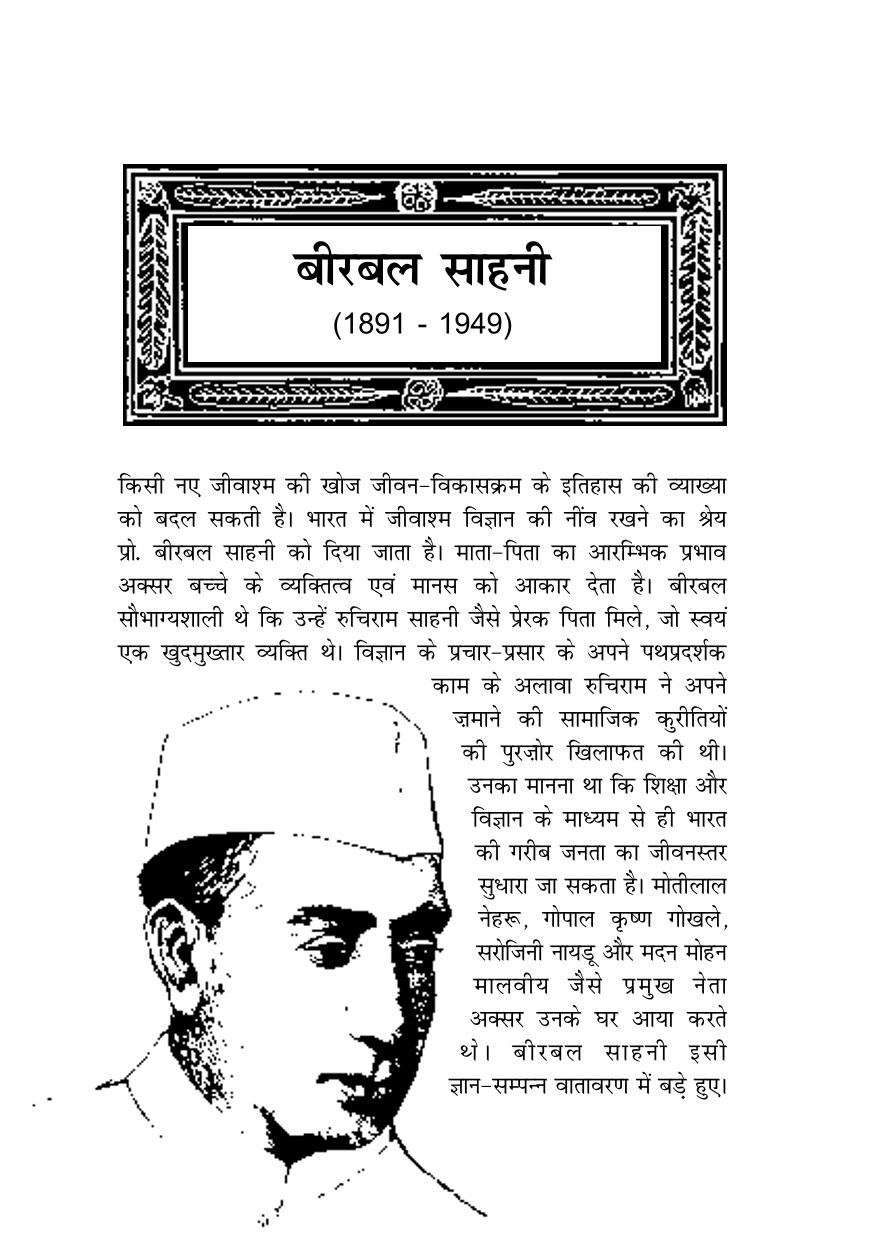 बीरबल साहनी
(1891 - 1949)
किसी नए जीवाश्म की खोज जीवन-विकासक्रम के इतिहास की व्याख्या
को बदल सकती है। भारत में जीवाश्म विज्ञान की नींव रखने का श्रेय
प्रो. बीरबल साहनी को दिया जाता है। माता-पिता का आरम्भिक प्रभाव
अक्सर बच्चे के व्यक्तित्व एवं मानस को आकार देता है। बीरबल
सौभाग्यशाली थे कि उन्हें रुचिराम साहनी जैसे प्रेरक पिता मिले, जो स्वयं
एक खुदमुख्तार व्यक्ति थे। विज्ञान के प्रचार-प्रसार के अपने पथप्रदर्शक
काम के अलावा रुचिराम ने अपने
ज़माने की सामाजिक कुरीतियों
की पुरज़ोर खिलाफत की थी।
उनका मानना था कि शिक्षा और
विज्ञान के माध्यम से ही भारत
की गरीब जनता का जीवनस्तर
सुधारा जा सकता है। मोतीलाल
नेहरू, गोपाल कृष्ण गोखले,
सरोजिनी नायडू और मदन मोहन
मालवीय जैसे प्रमुख नेता
अक्सर उनके घर आया करते
थे। बीरबल साहनी इसी
ज्ञान-सम्पन्न वातावरण में बड़े हुए।